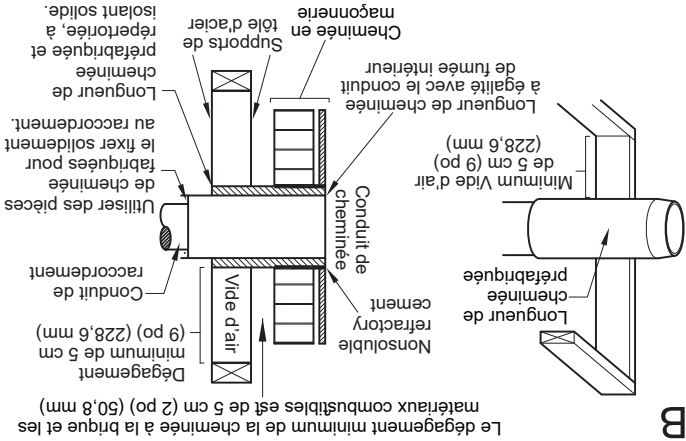 B
Le dégagement minimum de la cheminée à la brique et les
matériaux combustibles est de 5 cm (2 po) (50,8 mm)
Longueur de
cheminée
préfabriquée
Minimum Vide d'air
de 5 cm (9 po)
(228,6 mm)
Nonsoluble
refractory
cement
Conduit de
cheminée
Longueur de cheminée
à égalité avec le conduit
de fumée intérieur
Cheminée en
maçonnerie
Vide d'air
Dégagement
minimum de 5 cm
(9 po) (228,6 mm)
Conduit de
raccordement
Utiliser des pièces
de cheminée
fabriquées pour
le fixer solidement
au raccordement.
Supports de
tôle d'acier
Longueur de
cheminée
préfabriquée et
répertoriée, à
isolant solide.